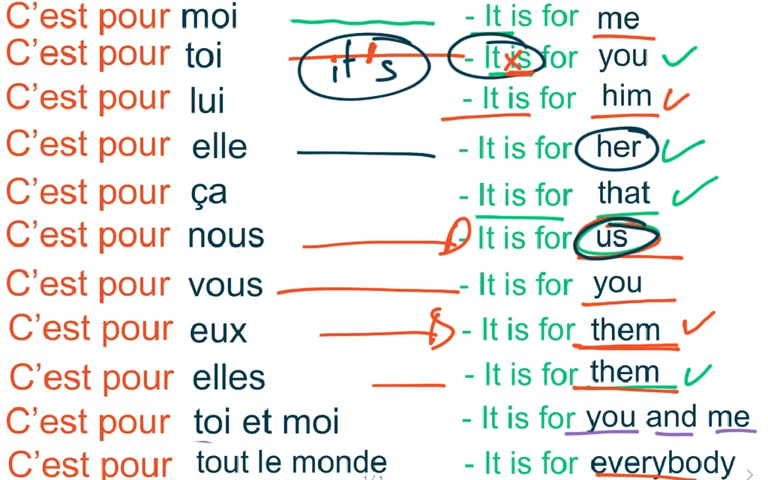 C'est pour moi - It is for me
C'est pour toi it's - It is for you
C'est pour lui - It is for him
C'est pour elle - It is for her
C'est pour ça - It is for that
C'est pour nous - It is for us
C'est pour vous - It is for you
C'est pour eux - It is for them
C'est pour elles - It is for them
C'est pour toi et moi - It is for you and me
C'est pour tout le monde - It is for everybody
1/1